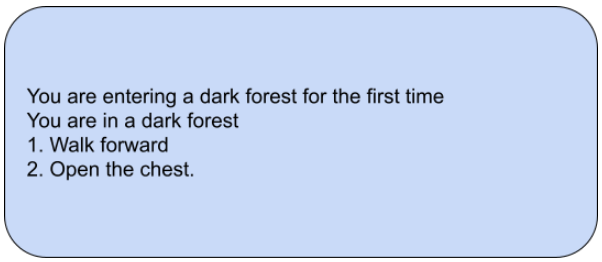 You are entering a dark forest for the first time
You are in a dark forest
1. Walk forward
2. Open the chest.